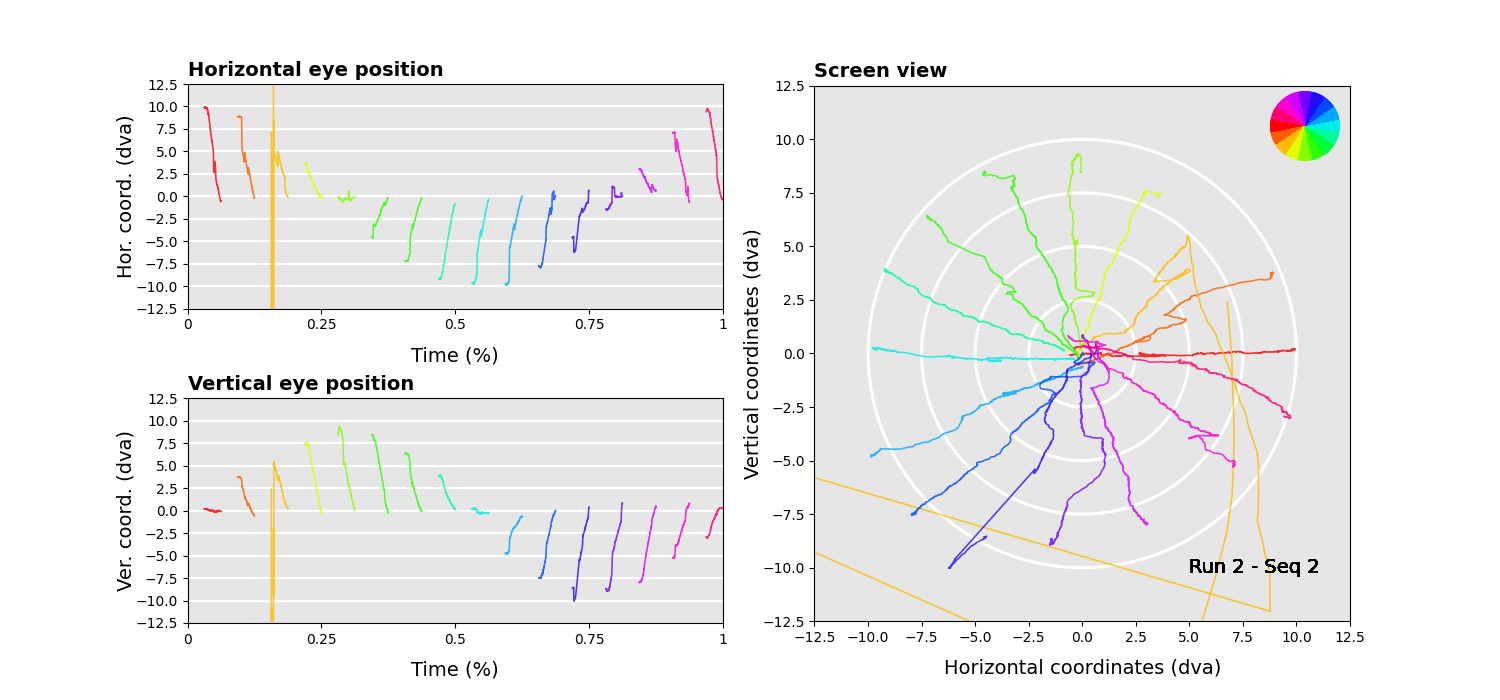 Horizontal eye position
12.5
10.0
7.5
5.0
2.5
0.0
−2.5
−5.0
−7.5
−10.0
−12.5
Hor. coord. (dva)
0 0.25 0.5 0.75 1
Time (%)
Vertical eye position
12.5
10.0
7.5
5.0
2.5
0.0
−2.5
−5.0
−7.5
−10.0
−12.5
Ver. coord. (dva)
0 0.25 0.5 0.75 1
Time (%)
Screen view
12.5
10.0
7.5
5.0
2.5
0.0
−2.5
−5.0
−7.5
−10.0
−12.5
Vertical coordinates (dva)
Run 2 - Seq 2
−12.5 −10.0 −7.5 −5.0 −2.5 0.0 2.5 5.0 7.5 10.0 12.5
Horizontal coordinates (dva)